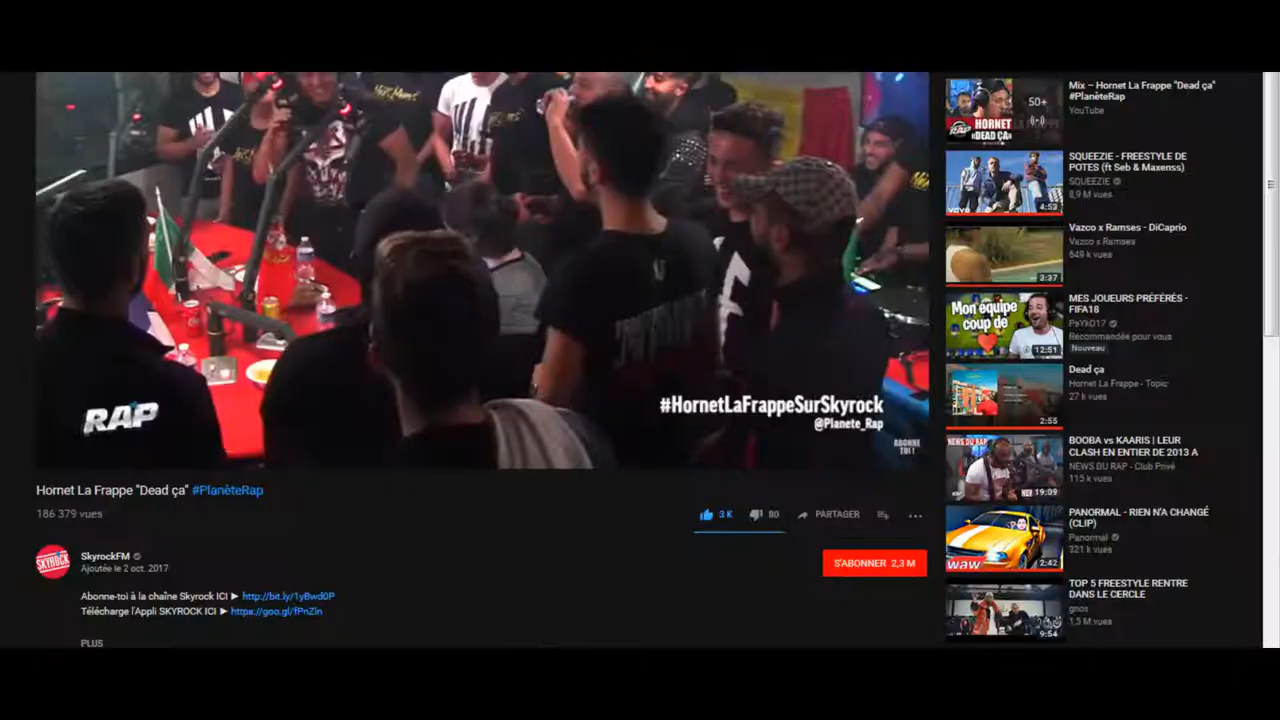 RAP
#HornetLaFrappeSurSkyrock
@Planete_Rap
ABONNE
TOI !
Hornet La Frappe "Dead ça" #PlanèteRap
186 379 vues
3 K
80
PARTAGER
SKYROCK
SkyrockFM
Ajoutée le 2 oct. 2017
S'ABONNER 2,3 M
Abonne-toi à la chaîne Skyrock ICI ► http://bit.ly/1yBwd0P
Télécharge l'Appli SKYROCK ICI ► https://goo.gl/fPnZln
PLUS
RAP
HORNET
"DEAD ÇA"
50+
Mix – Hornet La Frappe "Dead ça"
#PlanèteRap
YouTube
4:53
SQUEEZIE - FREESTYLE DE
POTES (ft Seb & Maxenss)
SQUEEZIE
8,9 M vues
3:37
Vazco x Ramses - DiCaprio
Vazco x Ramses
649 k vues
Mon équipe
coup de
12:51
MES JOUEURS PRÉFÉRÉS -
FIFA18
PsYkO17
Recommandée pour vous
Nouveau
2:55
Dead ça
Hornet La Frappe - Topic
27 k vues
NEWS DU RAP
19:09
BOOBA vs KAARIS | LEUR
CLASH EN ENTIER DE 2013 A
NEWS DU RAP - Club Privé
115 k vues
waw
2:42
PANORMAL - RIEN N'A CHANGÉ
(CLIP)
Panormal
321 k vues
9:54
TOP 5 FREESTYLE RENTRE
DANS LE CERCLE
gnos
1,5 M vues